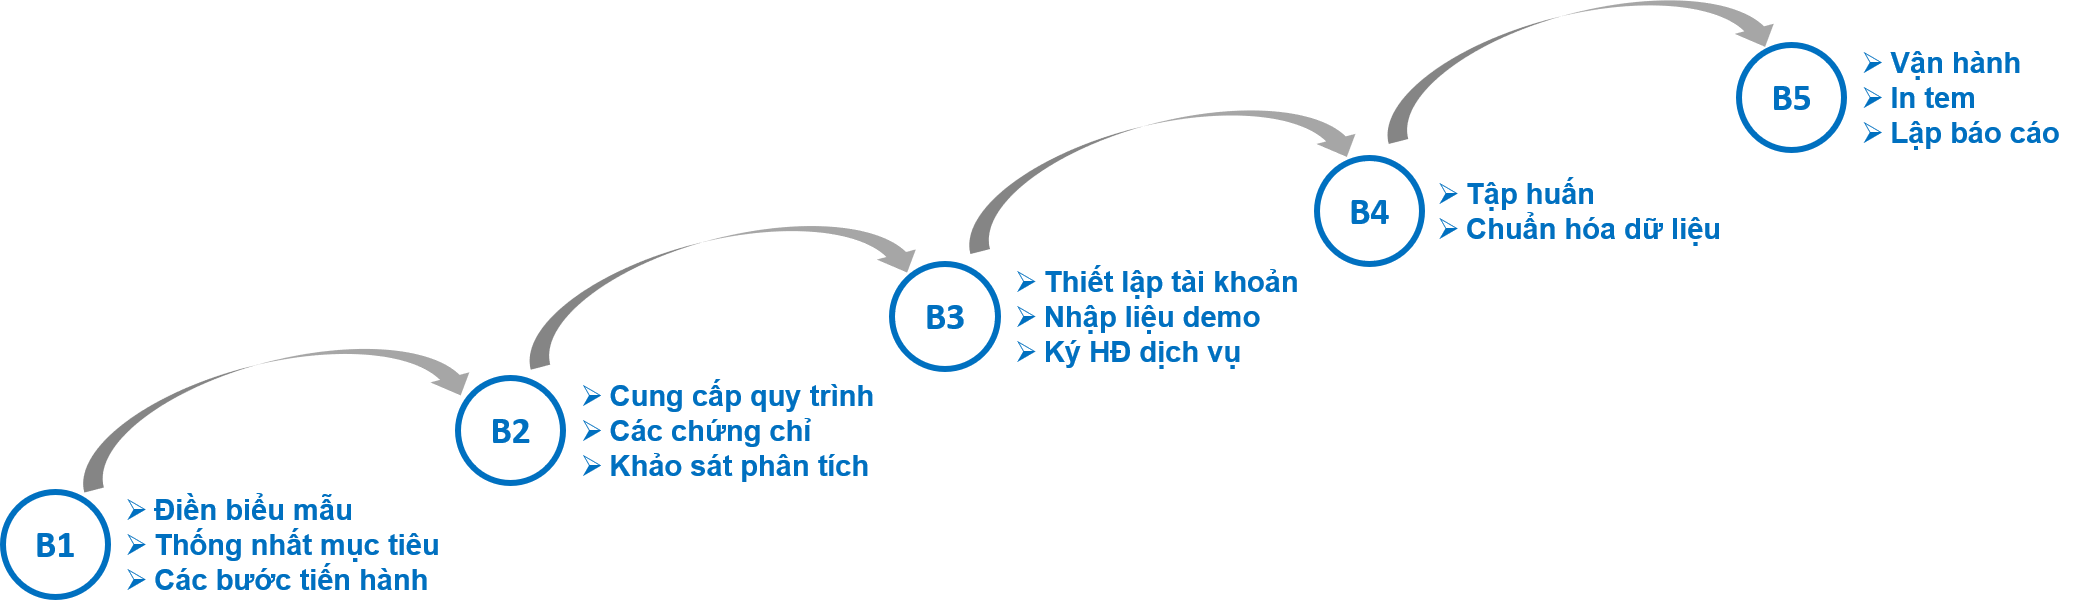 B1
Điền biểu mẫu
Thống nhất mục tiêu
Các bước tiến hành
B2
Cung cấp quy trình
Các chứng chỉ
Khảo sát phân tích
B3
Thiết lập tài khoản
Nhập liệu demo
Ký HĐ dịch vụ
B4
Tập huấn
Chuẩn hóa dữ liệu
B5
Vận hành
In tem
Lập báo cáo